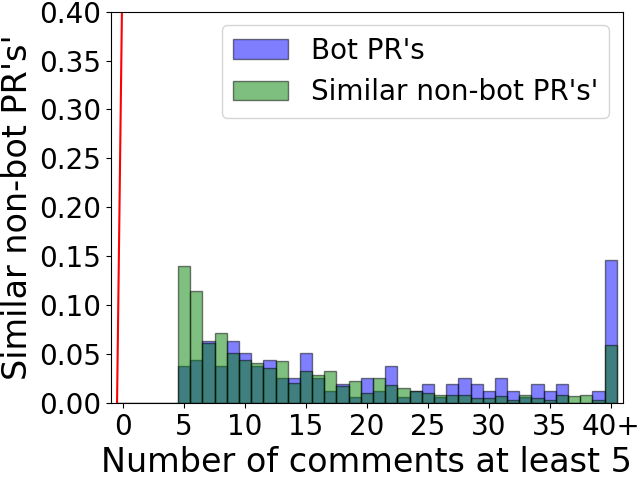 0.40
0.35
0.30
0.25
0.20
0.15
0.10
0.05
0.00
Similar non-bot PR's'
Bot PR's
Similar non-bot PR's'
0 5 10 15 20 25 30 35 40+
Number of comments at least 5